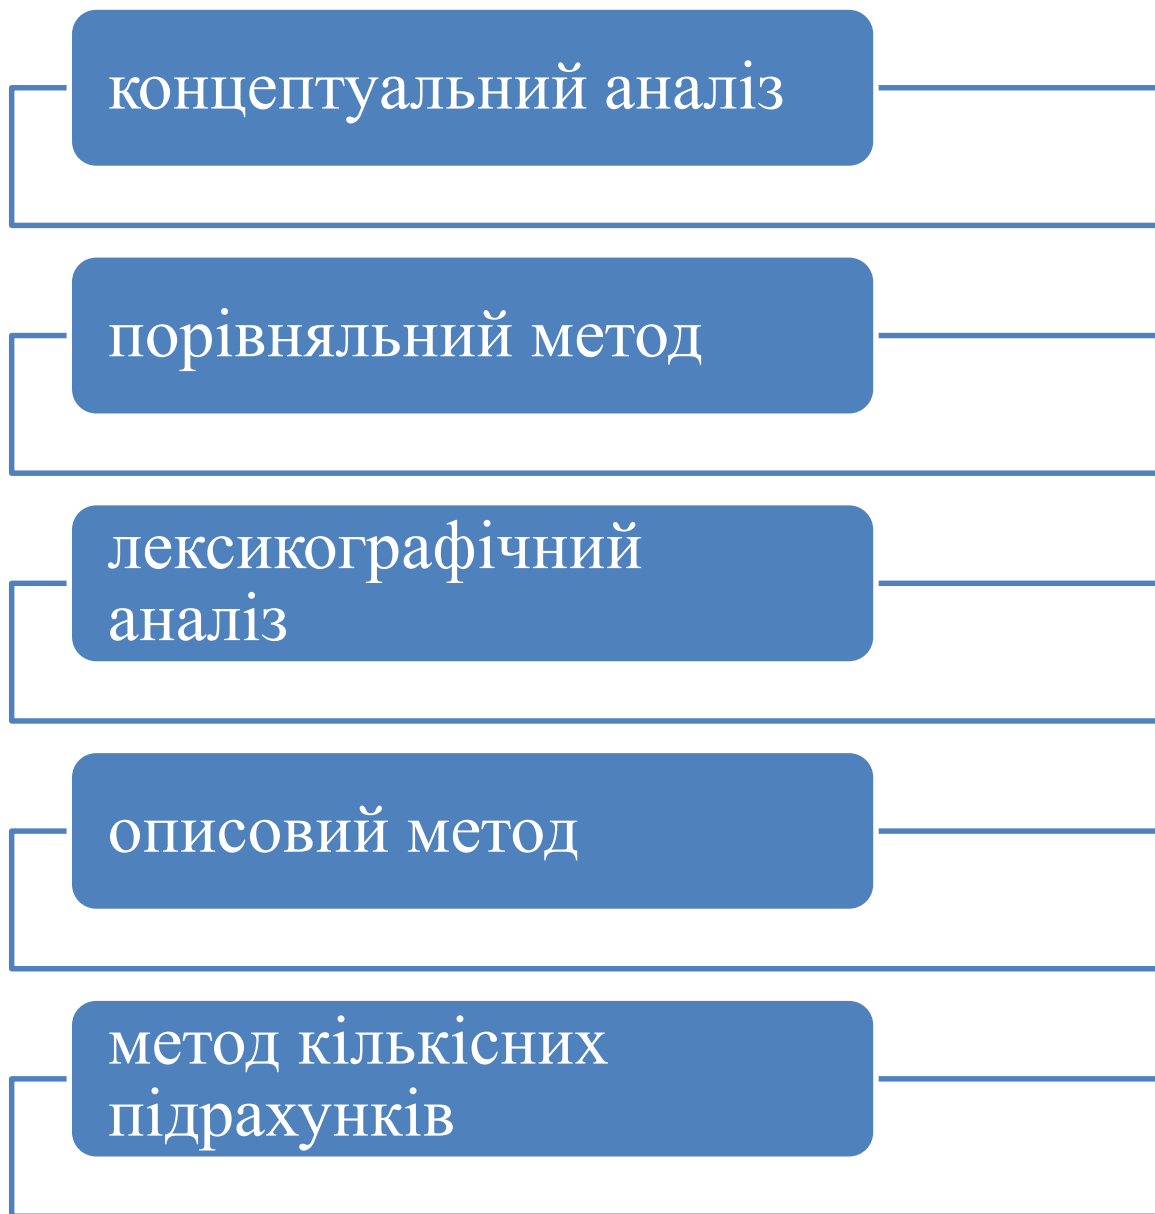 концептуальний аналіз
порівняльний метод
лексикографічний
аналіз
описовий метод
метод кількісних
підрахунків